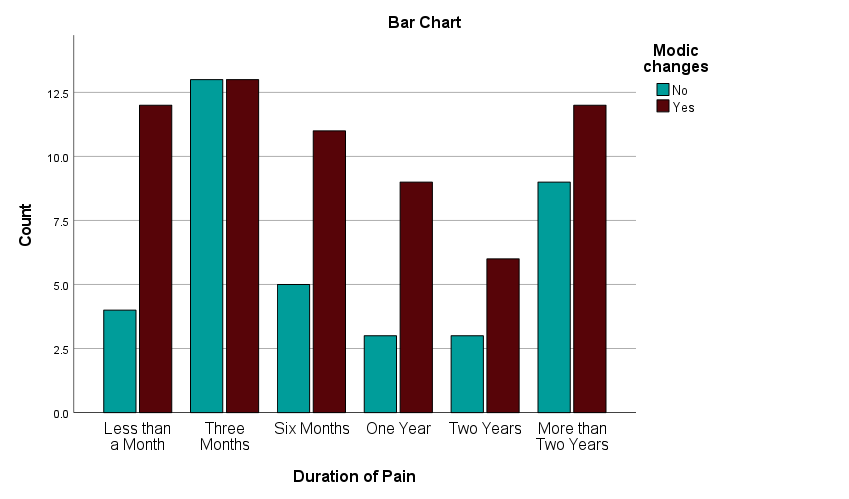 Bar Chart
Modic
changes
No
Yes
12.5
10.0
7.5
5.0
2.5
0.0
Count
Less than
a Month
Three
Months
Six Months
One Year
Two Years
More than
Two Years
Duration of Pain